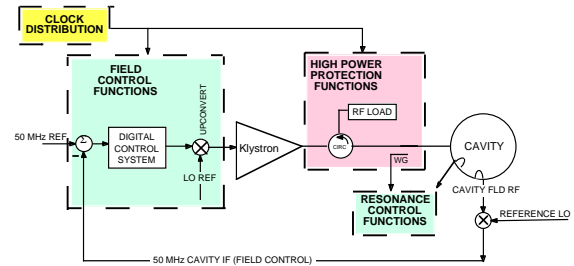 CLOCK
DISTRIBUTION
FIELD
CONTROL
FUNCTIONS
HIGH POWER
PROTECTION
FUNCTIONS
UPCONVERT
RF LOAD
50 MHz REF
Σ
-
DIGITAL
CONTROL
SYSTEM
Klystron
CIRC
CAVITY
WG
LO REF
CAVITY FLD RF
RESONANCE
CONTROL
FUNCTIONS
REFERENCE LO
50 MHZ CAVITY IF (FIELD CONTROL)